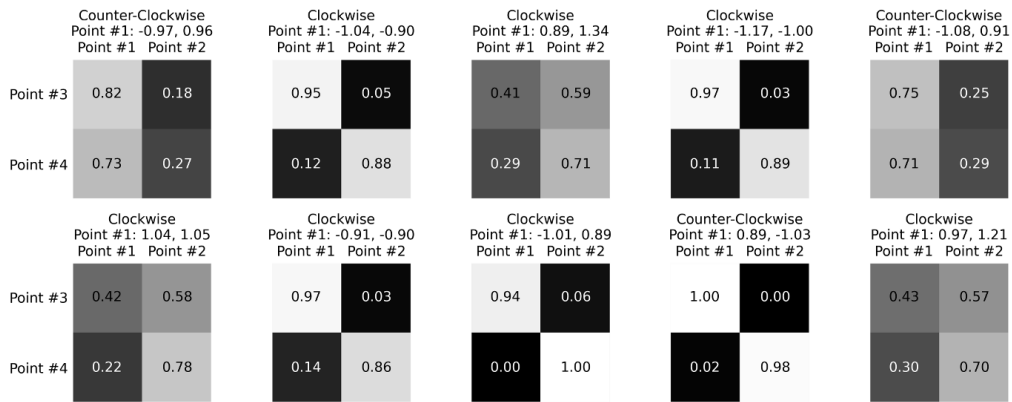 Counter-Clockwise Clockwise Clockwise Clockwise Counter-Clockwise
Point #1: -0.97, 0.96 Point #1: -1.04, -0.90 Point #1: 0.89, 1.34 Point #1: -1.17, -1.00 Point #1: -1.08, 0.91
Point #1 Point #2 Point #1 Point #2 Point #1 Point #2 Point #1 Point #2 Point #1 Point #2
Point #3 0.82 0.18 0.95 0.05 0.41 0.59 0.97 0.03 0.75 0.25
Point #4 0.73 0.27 0.12 0.88 0.29 0.71 0.11 0.89 0.71 0.29
Clockwise Clockwise Clockwise Counter-Clockwise Clockwise
Point #1: 1.04, 1.05 Point #1: -0.91, -0.90 Point #1: -1.01, 0.89 Point #1: 0.89, -1.03 Point #1: 0.97, 1.21
Point #1 Point #2 Point #1 Point #2 Point #1 Point #2 Point #1 Point #2 Point #1 Point #2
Point #3 0.42 0.58 0.97 0.03 0.94 0.06 1.00 0.00 0.43 0.57
Point #4 0.22 0.78 0.14 0.86 0.00 1.00 0.02 0.98 0.30 0.70